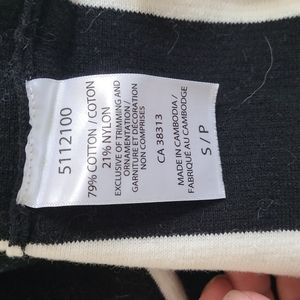 5112100
79% COTTON / COTON
21% NYLON
EXCLUSIVE OF TRIMMING AND
ORNAMENTATION /
GARNITURE ET DÉCORATION
NON COMPRISES
CA 38313
MADE IN CAMBODIA /
FABRIQUÉ AU CAMBODGE
S / P